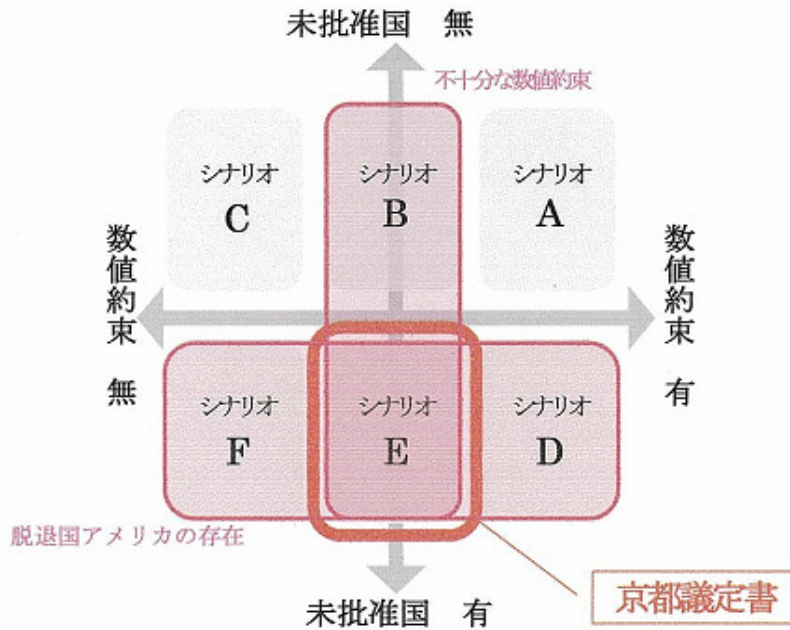 未批准国 無
不十分な数値約束
シナリオ
C
シナリオ
B
シナリオ
A
数値約束 無
数値約束 有
シナリオ
F
シナリオ
E
シナリオ
D
脱退国アメリカの存在
京都議定書
未批准国 有